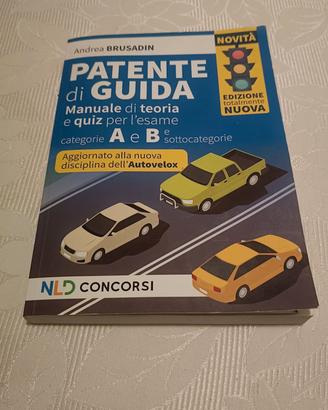 Andrea BRUSADIN
NOVITÀ
PATENTE
di GUIDA
Manuale di teoria
e quiz per l'esame
categorie A e B e sottocategorie
EDIZIONE
totalmente
NUOVA
Aggiornato alla nuova
disciplina dell'Autovelox
NLD CONCORSI